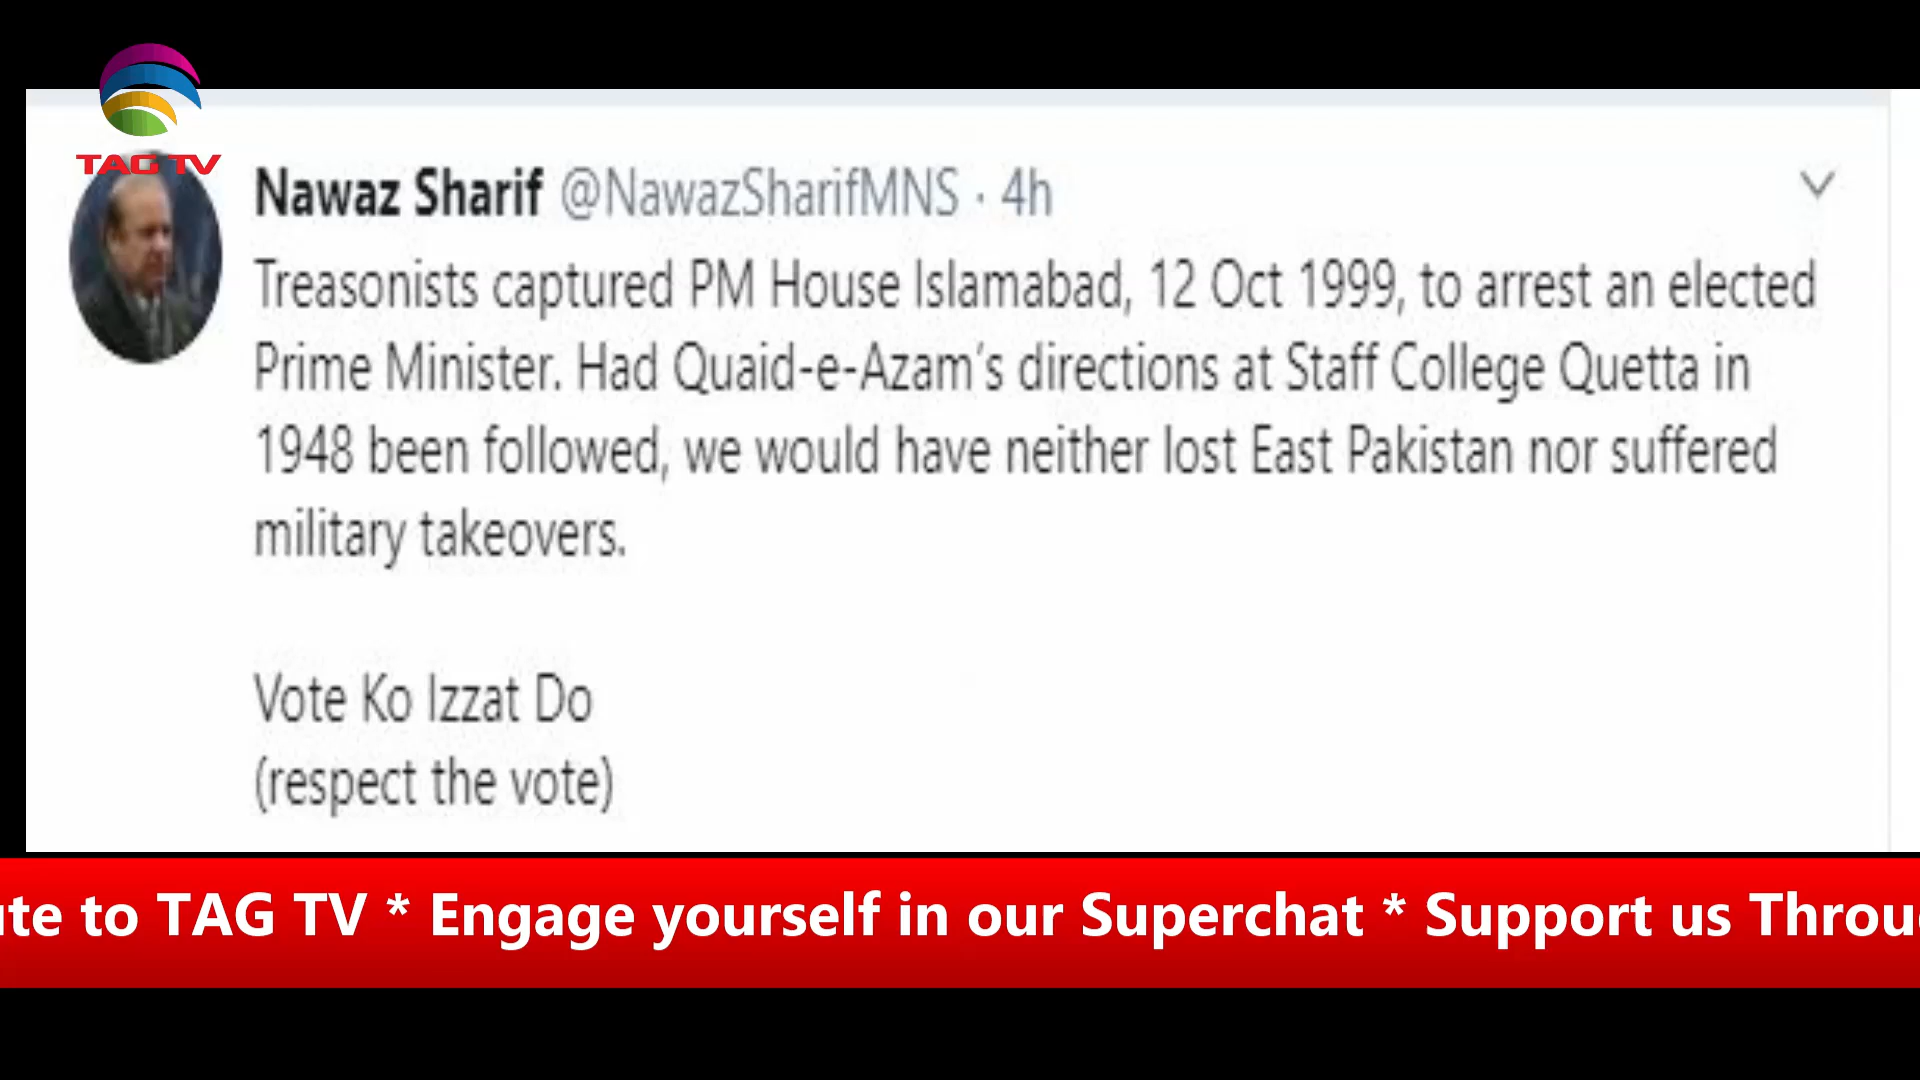 TAG TV
Nawaz Sharif @NawazSharifMNS · 4h
Treasonists captured PM House Islamabad, 12 Oct 1999, to arrest an elected
Prime Minister. Had Quaid-e-Azam's directions at Staff College Quetta in
1948 been followed, we would have neither lost East Pakistan nor suffered
military takeovers.
Vote Ko Izzat Do
(respect the vote)
to TAG TV * Engage yourself in our Superchat * Support us